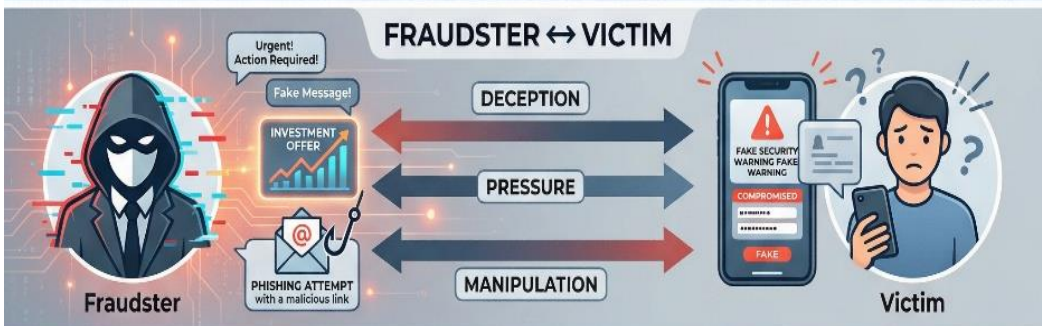 FRAUDSTER ↔ VICTIM
Urgent!
Action Required!
Fake Message!
INVESTMENT
OFFER
@
PHISHING ATTEMPT
with a malicious link
Fraudster
DECEPTION
PRESSURE
MANIPULATION
FAKE SECURITY
WARNING FAKE
WARNING
COMPROMISED
FAKE
Victim